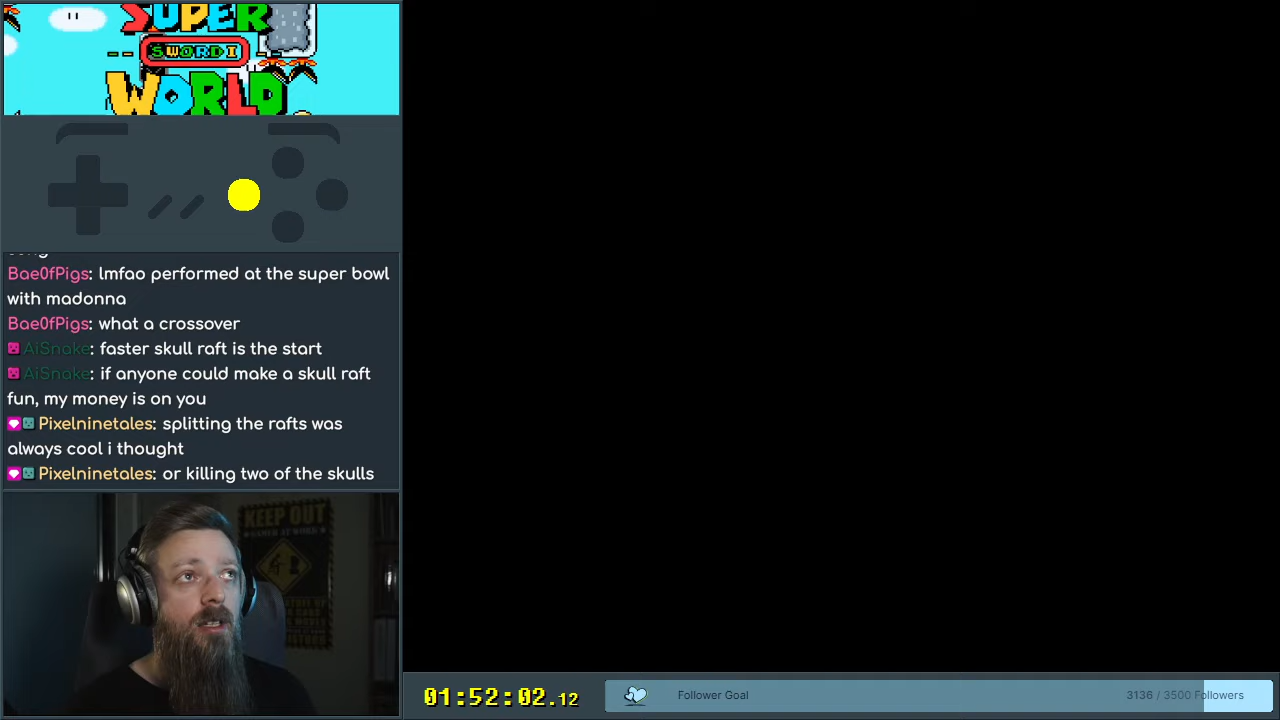 SUPER
-- SWORDI --
WORLD
Bae0fPigs: lmfao performed at the super bowl
with madonna
Bae0fPigs: what a crossover
AiSnake: faster skull raft is the start
AiSnake: if anyone could make a skull raft
fun, my money is on you
Pixelninetales: splitting the rafts was
always cool i thought
Pixelninetales: or killing two of the skulls
KEEP OUT
01:52:02.12
Follower Goal
3136 / 3500 Followers